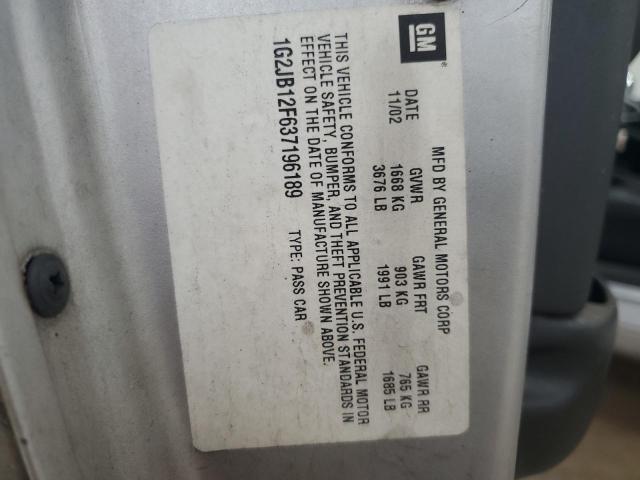 GM
®
MFD BY GENERAL MOTORS CORP
DATE GVWR GAWR FRT GAWR RR
11/02 1668 KG 903 KG 765 KG
3676 LB 1991 LB 1685 LB
THIS VEHICLE CONFORMS TO ALL APPLICABLE U.S. FEDERAL MOTOR
VEHICLE SAFETY, BUMPER, AND THEFT PREVENTION STANDARDS IN
EFFECT ON THE DATE OF MANUFACTURE SHOWN ABOVE.
1G2JB12F637196189 TYPE: PASS CAR